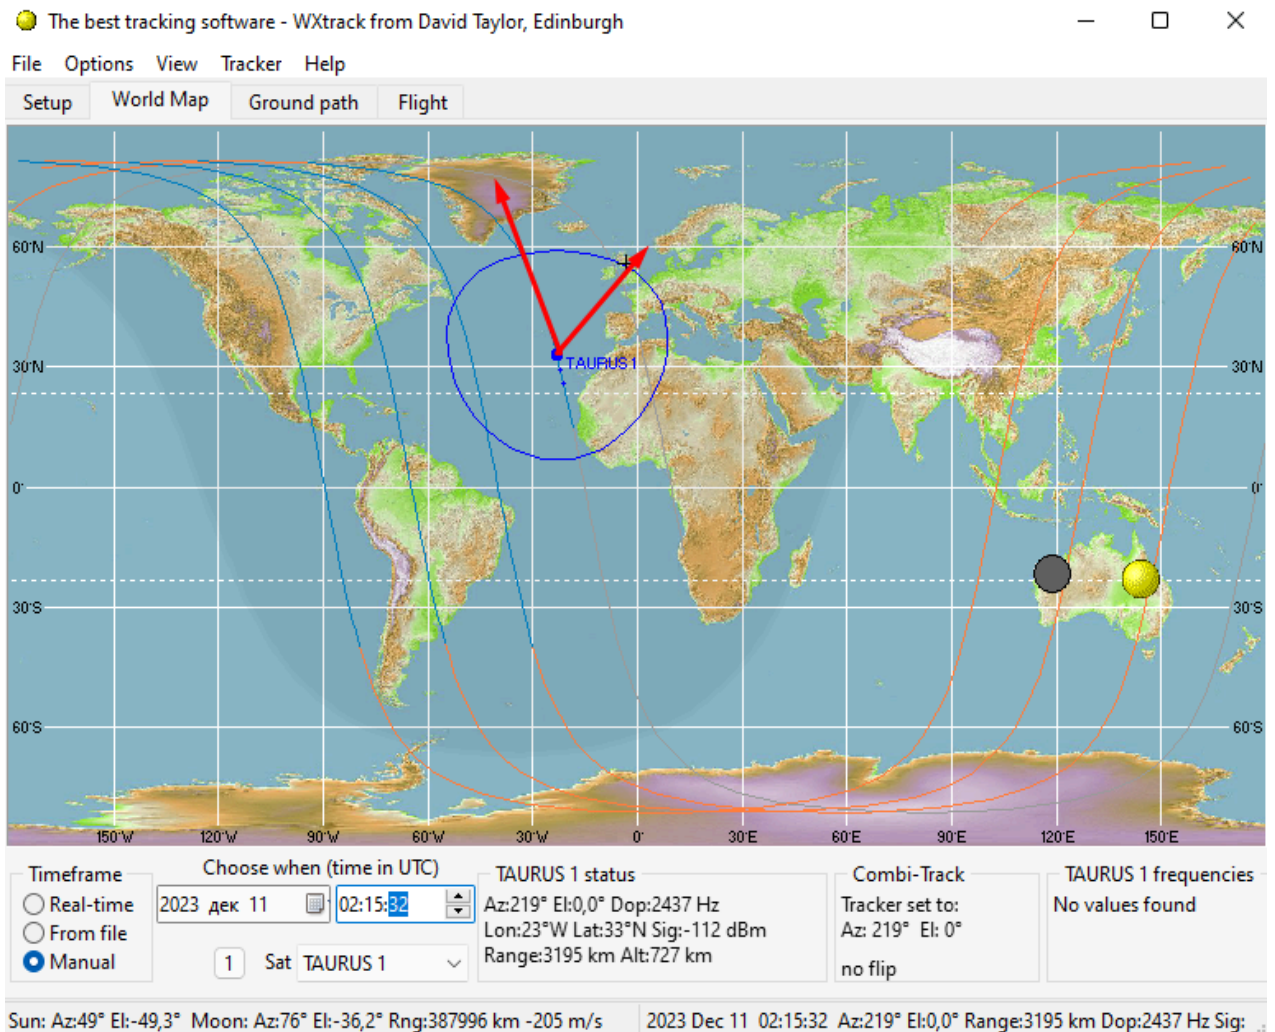 The best tracking software - WXtrack from David Taylor, Edinburgh
File Options View Tracker Help
Setup World Map Ground path Flight
60°N 60°N
TAURUS 1
30°N 30°N
0° 0°
30°S 30°S
60°S 60°S
150°W 120°W 90°W 60°W 30°W 0° 30°E 60°E 90°E 120°E 150°E
Timeframe
Real-time
From file
Manual
Choose when (time in UTC)
2023 дек 11 02:15:32
1 Sat TAURUS 1
TAURUS 1 status
Az:219° El:0,0° Dop:2437 Hz
Lon:23°W Lat:33°N Sig:-112 dBm
Range:3195 km Alt:727 km
Combi-Track
Tracker set to:
Az: 219° El: 0°
no flip
TAURUS 1 frequencies
No values found
Sun: Az:49° El:-49,3° Moon: Az:76° El:-36,2° Rng:387996 km -205 m/s
2023 Dec 11 02:15:32 Az:219° El:0,0° Range:3195 km Dop:2437 Hz Sig: